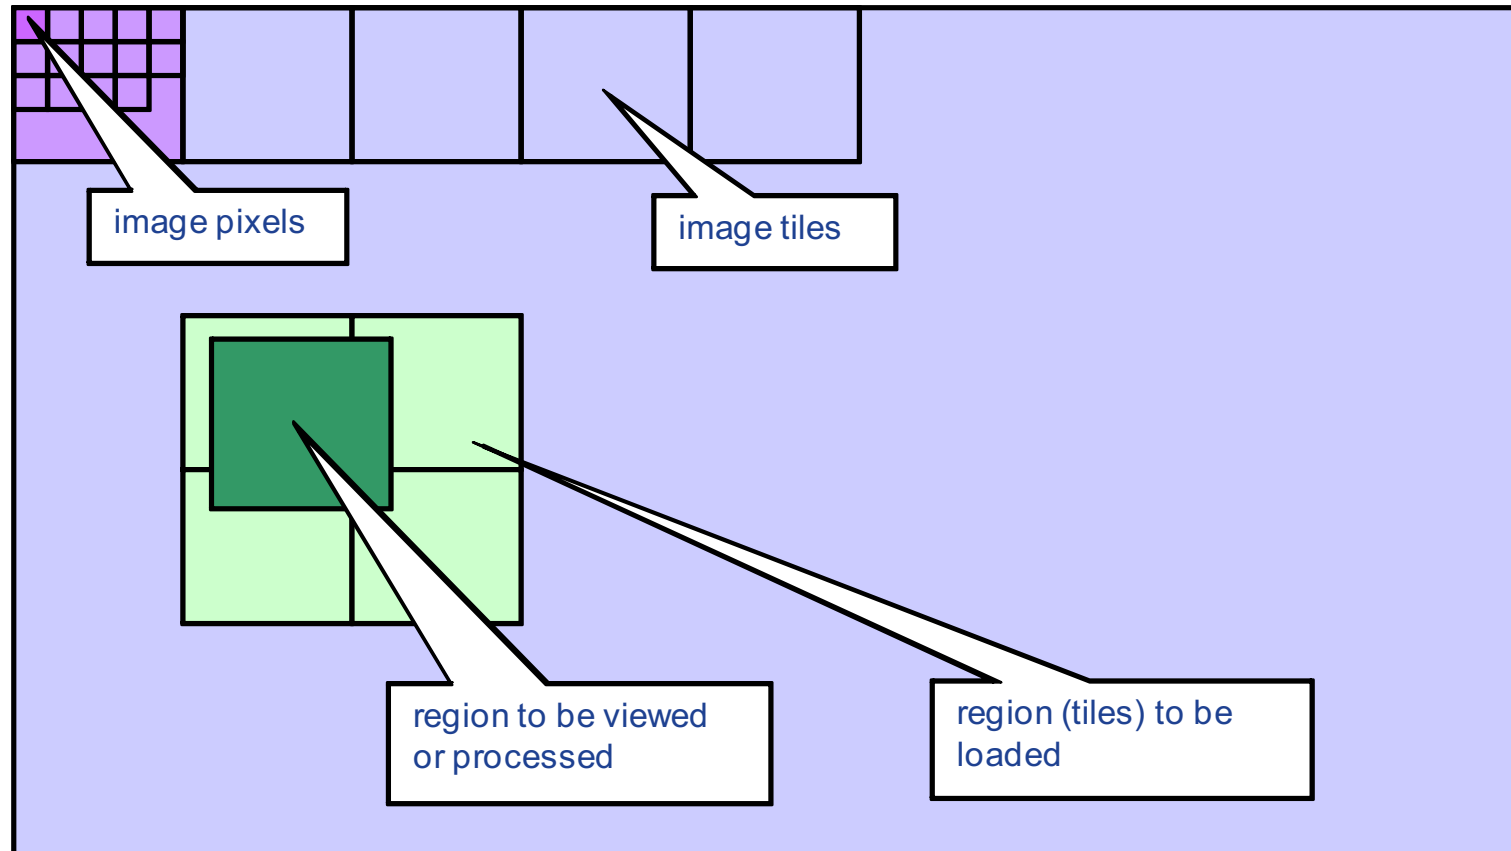 image pixels
image tiles
region to be viewed
or processed
region (tiles) to be
loaded